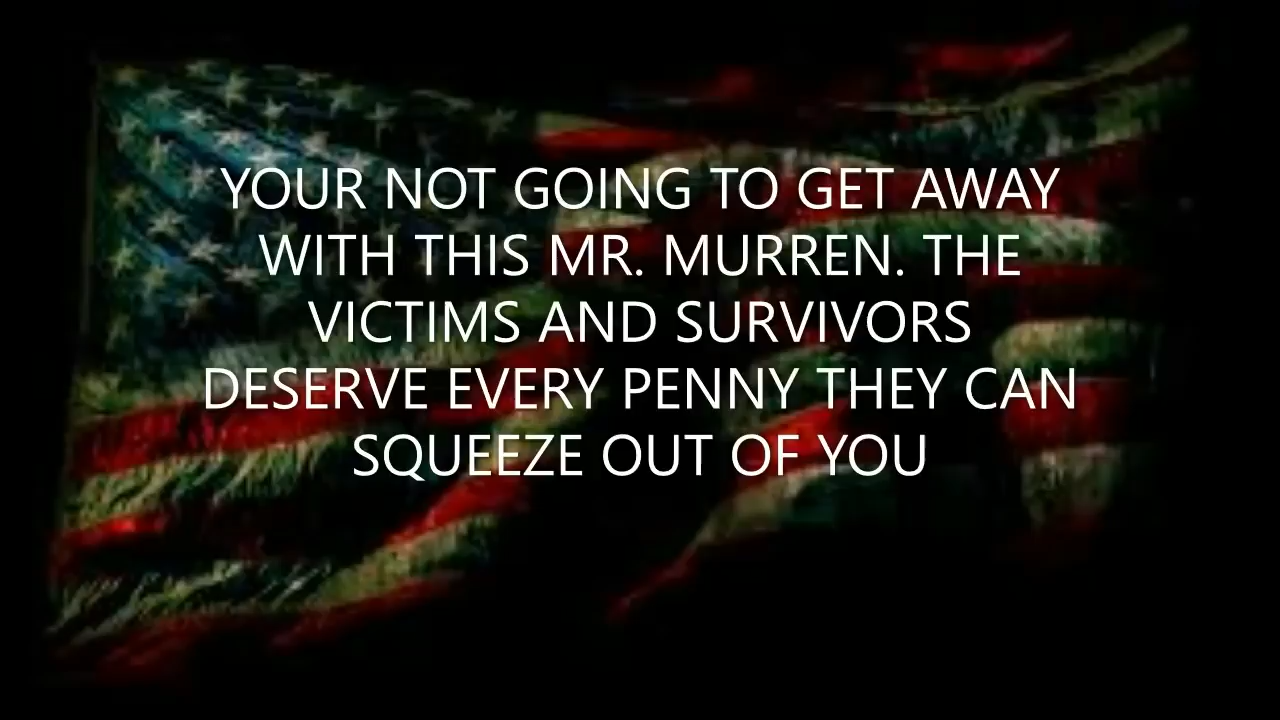 YOUR NOT GOING TO GET AWAY
WITH THIS MR. MURREN. THE
VICTIMS AND SURVIVORS
DESERVE EVERY PENNY THEY CAN
SQUEEZE OUT OF YOU